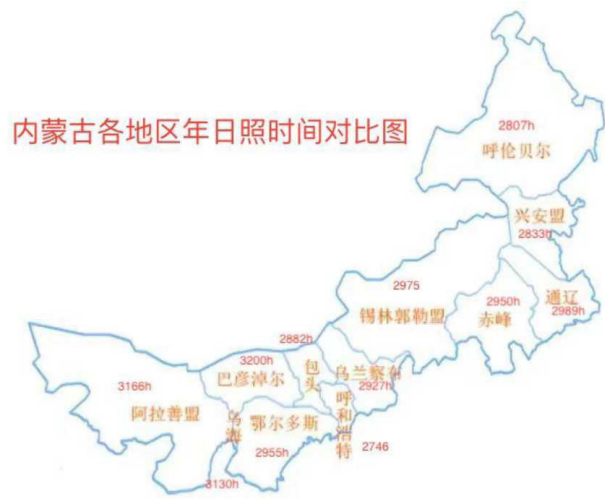 内蒙古各地区年日照时间对比图
2807h
呼伦贝尔
兴安盟
2833h
2975
锡林郭勒盟
2950h
赤峰
通辽
2989h
2882h
3200h
巴彦淖尔
包头
乌兰察布
2927h
3166h
阿拉善盟
乌海
鄂尔多斯
呼和浩特
2955h
2746
3130h